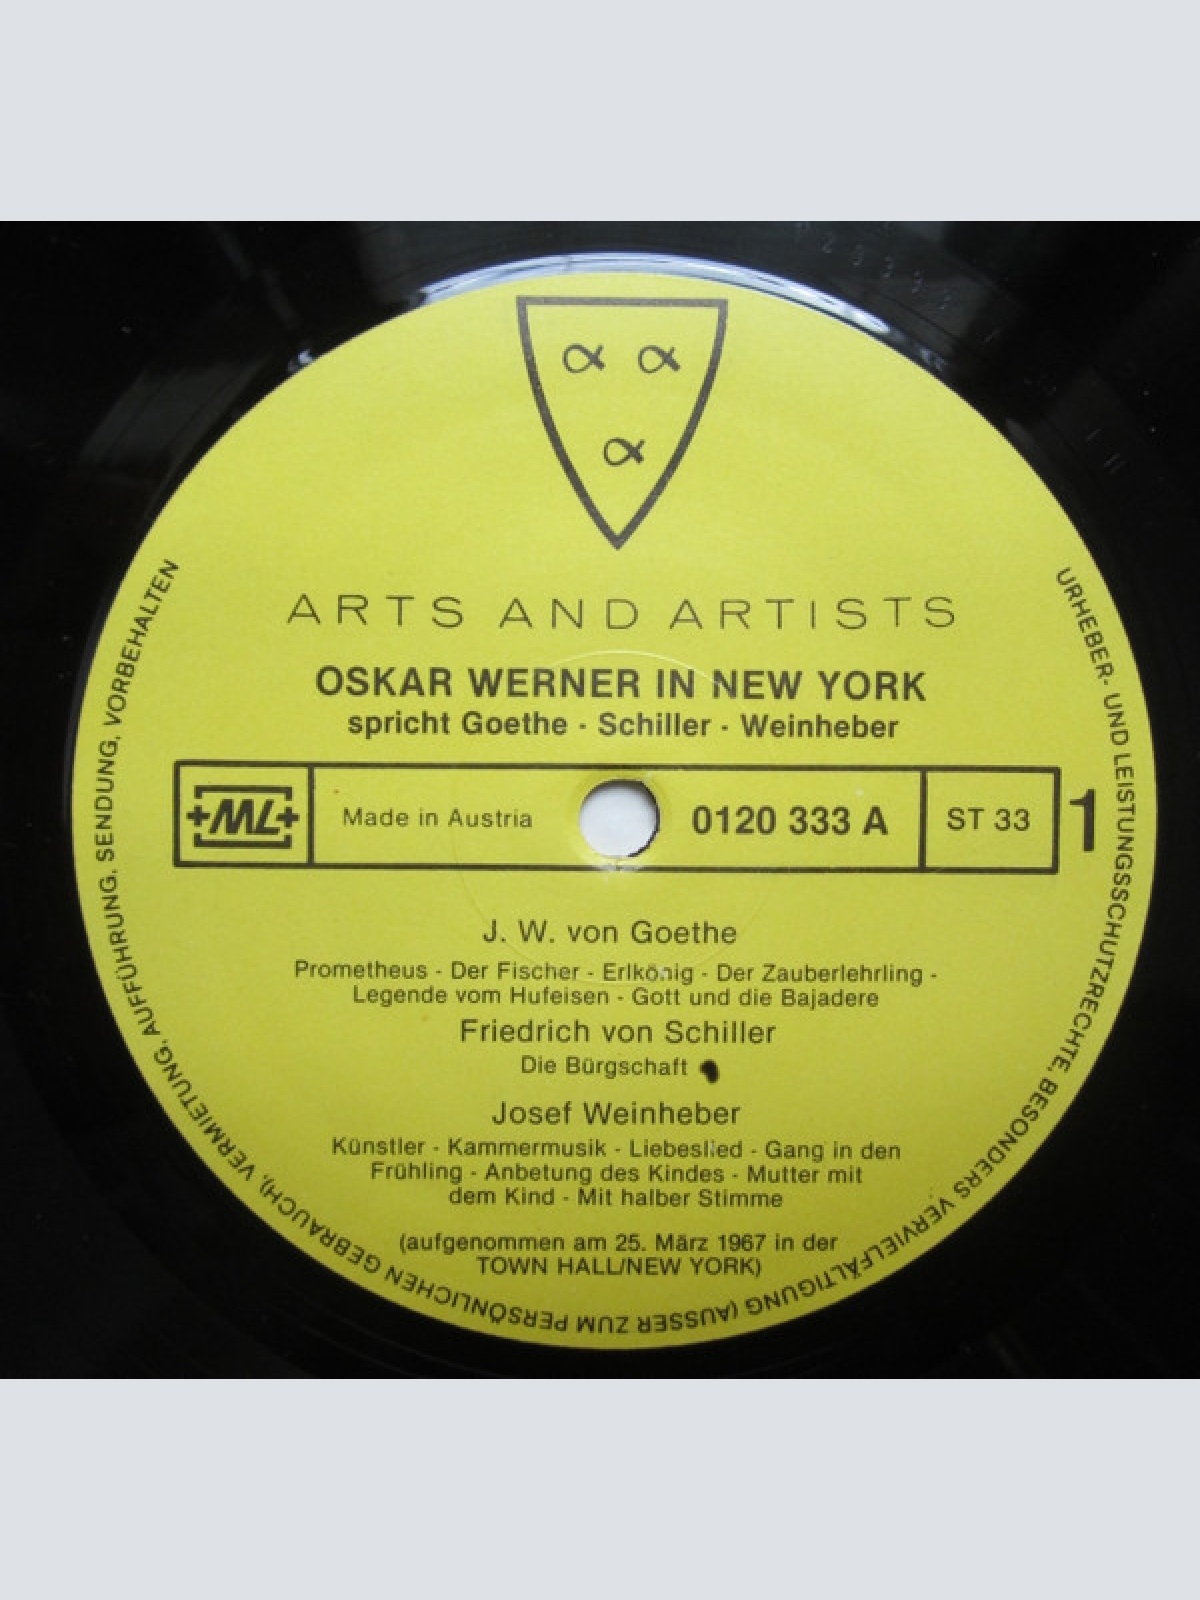 α α
α
ARTS AND ARTISTS
OSKAR WERNER IN NEW YORK
spricht Goethe - Schiller - Weinheber
+ML+ Made in Austria 0120 333 A ST 33 1
J. W. von Goethe
Prometheus - Der Fischer - Erlkönig - Der Zauberlehrling -
Legende vom Hufeisen - Gott und die Bajadere
Friedrich von Schiller
Die Bürgschaft
Josef Weinheber
Künstler - Kammermusik - Liebeslied - Gang in den
Frühling - Anbetung des Kindes - Mutter mit
dem Kind - Mit halber Stimme
(aufgenommen am 25. März 1967 in der
TOWN HALL/NEW YORK)
URHEBER- UND LEISTUNGSSCHUTZRECHTE, BESONDERS VERVIELFÄLTIGUNG (AUSSER ZUM PERSÖNLICHEN GEBRAUCH), VERMIETUNG, AUFFÜHRUNG, SENDUNG, VORBEHALTEN